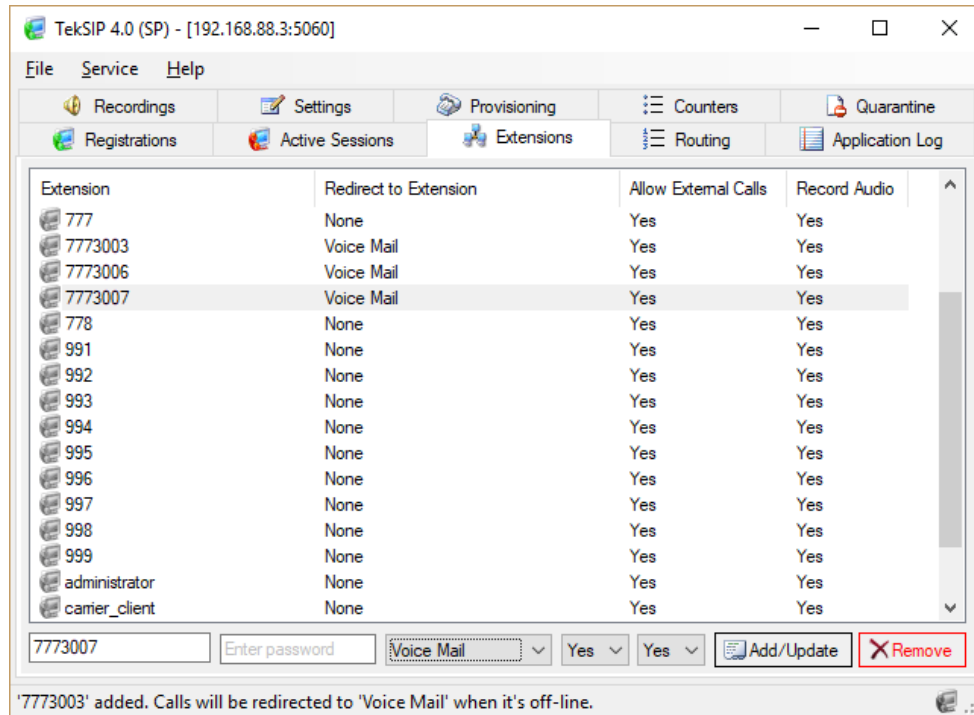 TekSIP 4.0 (SP) - [192.168.88.3:5060]
File Service Help
Recordings Settings Provisioning Counters Quarantine
Registrations Active Sessions Extensions Routing Application Log
Extension Redirect to Extension Allow External Calls Record Audio
777 None Yes Yes
7773003 Voice Mail Yes Yes
7773006 Voice Mail Yes Yes
7773007 Voice Mail Yes Yes
778 None Yes Yes
991 None Yes Yes
992 None Yes Yes
993 None Yes Yes
994 None Yes Yes
995 None Yes Yes
996 None Yes Yes
997 None Yes Yes
998 None Yes Yes
999 None Yes Yes
administrator None Yes Yes
carrier_client None Yes Yes
7773007 Enter password Voice Mail Yes Yes Add/Update Remove
'7773003' added. Calls will be redirected to 'Voice Mail' when it's off-line.